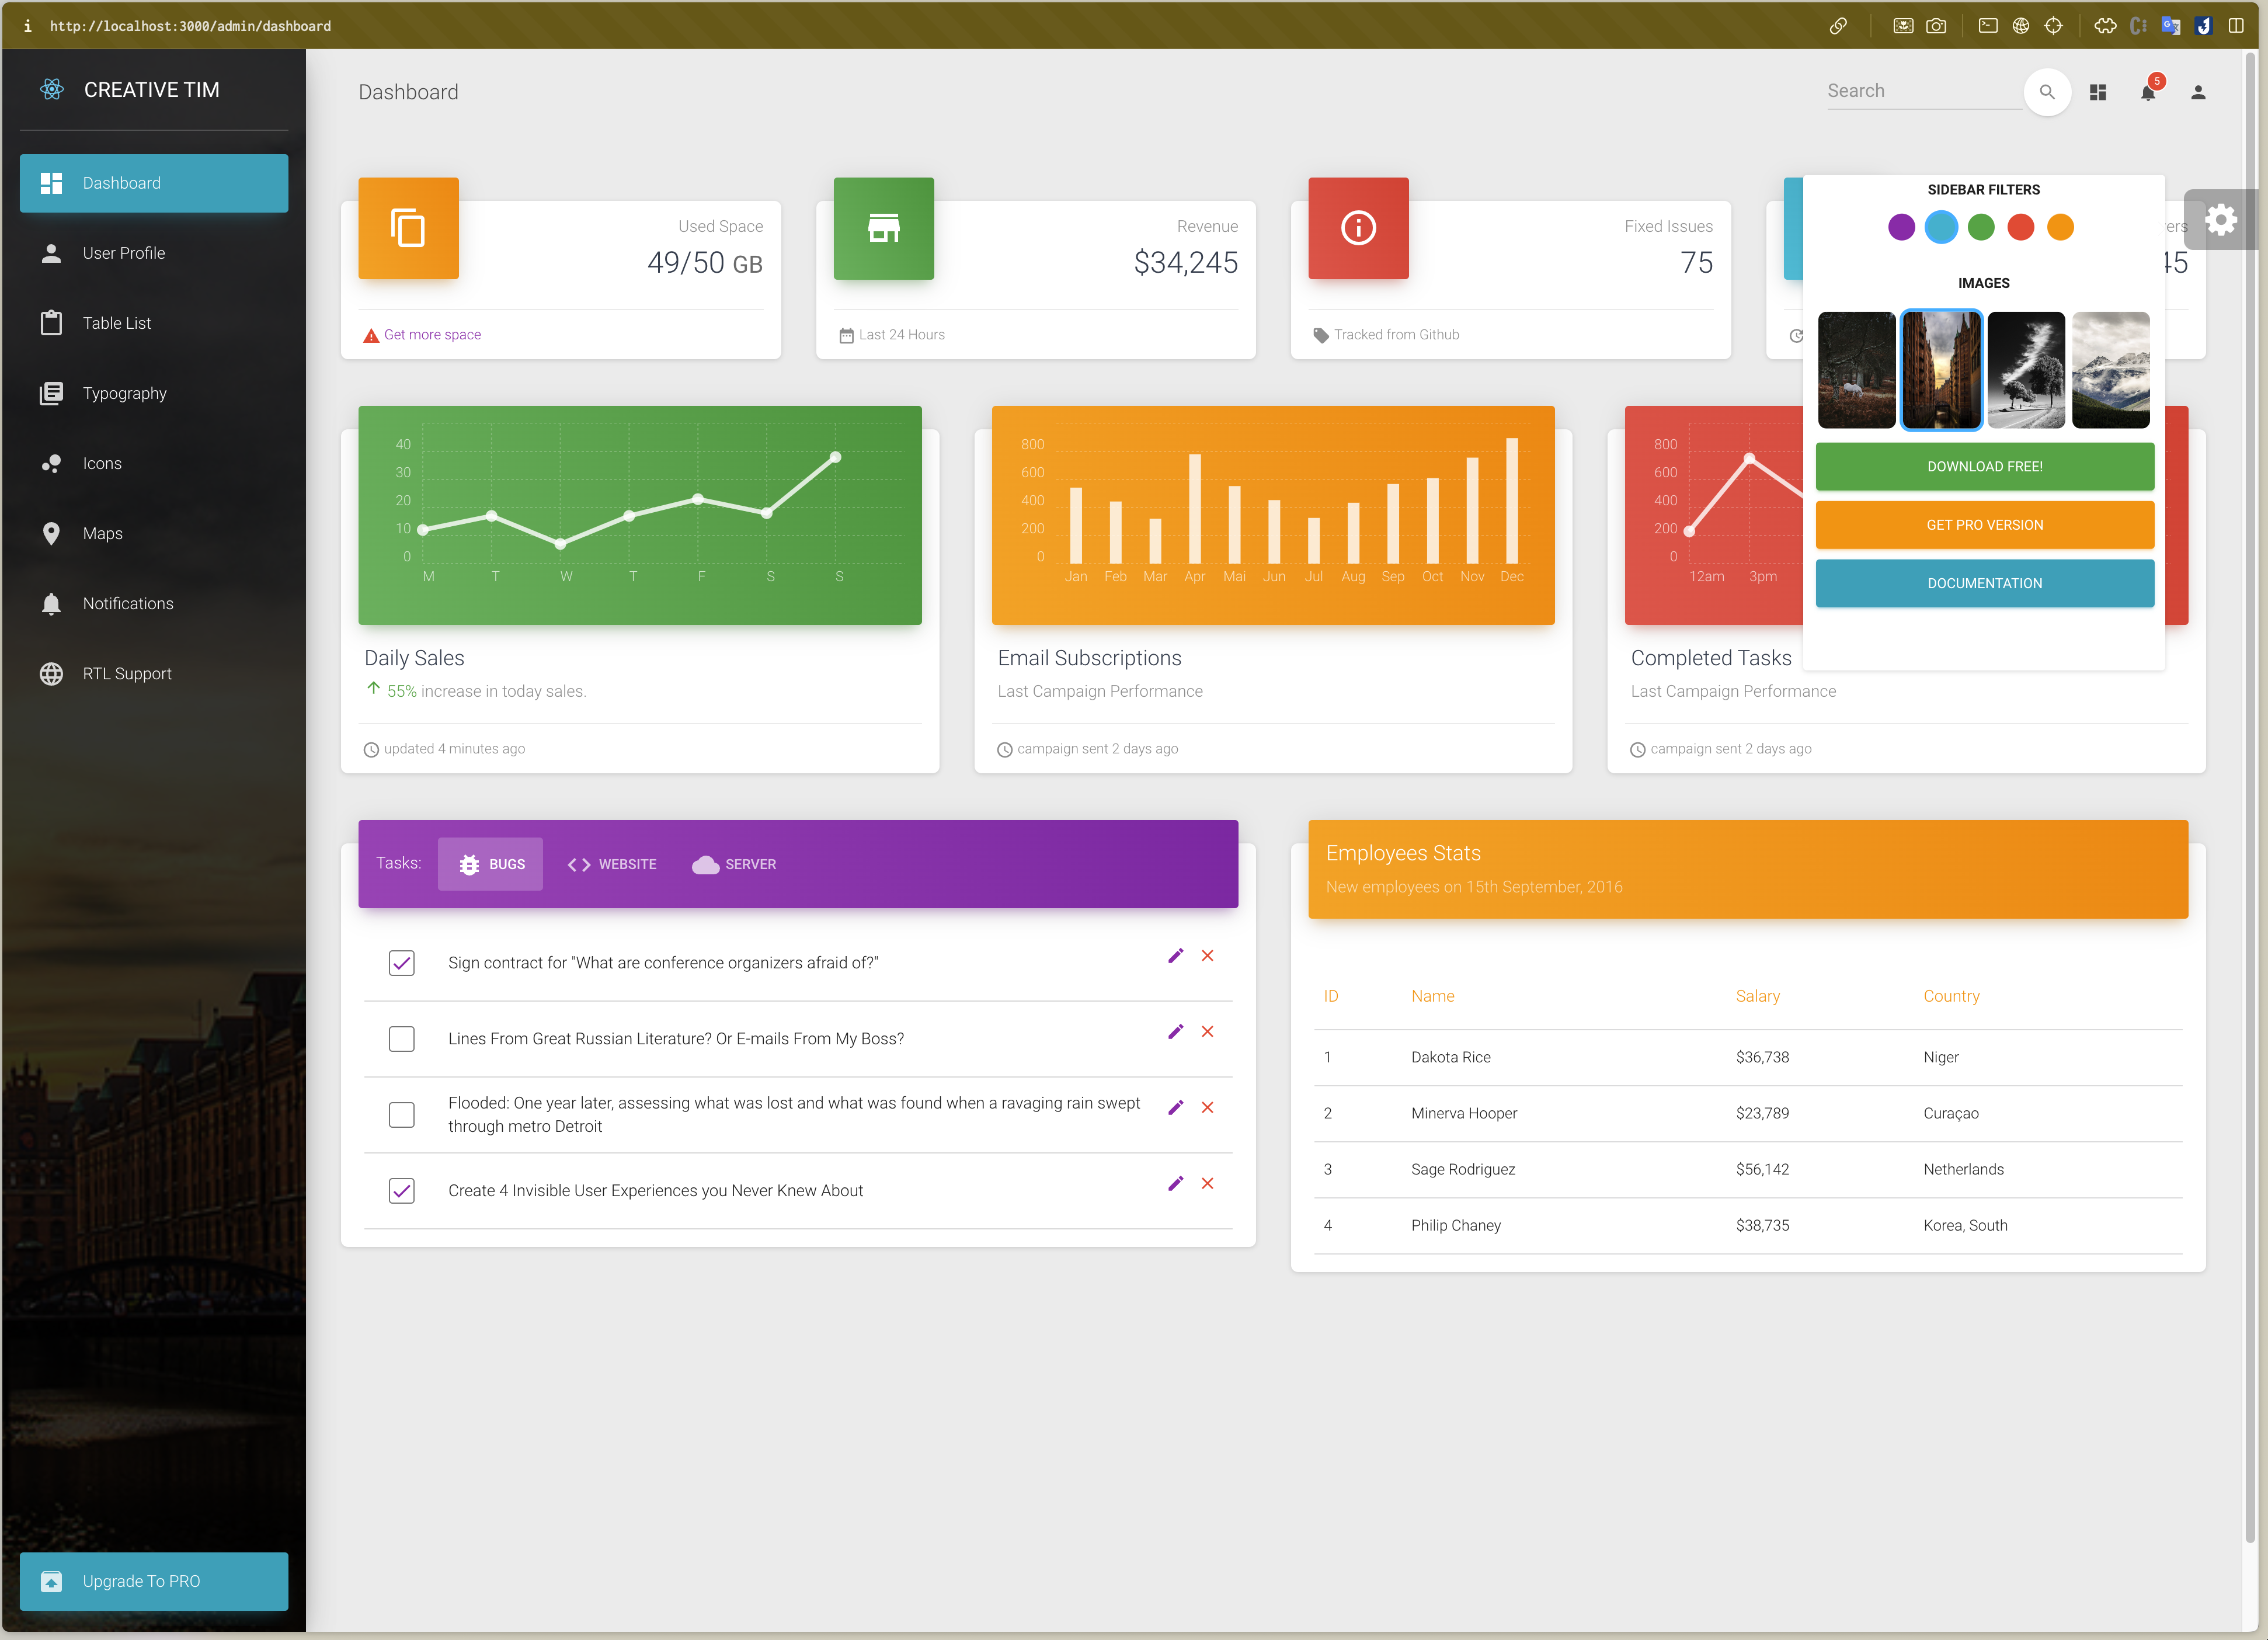 http://localhost:3000/admin/dashboard
CREATIVE TIM
Dashboard
User Profile
Table List
Typography
Icons
Maps
Notifications
RTL Support
Upgrade To PRO
Dashboard
Search
5
Used Space
49/50 GB
Get more space
Revenue
$34,245
Last 24 Hours
Fixed Issues
75
Tracked from Github
ers
45
SIDEBAR FILTERS
IMAGES
DOWNLOAD FREE!
GET PRO VERSION
DOCUMENTATION
40
30
20
10
0
M T W T F S S
Daily Sales
55% increase in today sales.
updated 4 minutes ago
800
600
400
200
0
Jan Feb Mar Apr Mai Jun Jul Aug Sep Oct Nov Dec
Email Subscriptions
Last Campaign Performance
campaign sent 2 days ago
800
600
400
200
0
12am 3pm
Completed Tasks
Last Campaign Performance
campaign sent 2 days ago
Tasks: BUGS WEBSITE SERVER
Sign contract for "What are conference organizers afraid of?"
Lines From Great Russian Literature? Or E-mails From My Boss?
Flooded: One year later, assessing what was lost and what was found when a ravaging rain swept
through metro Detroit
Create 4 Invisible User Experiences you Never Knew About
Employees Stats
New employees on 15th September, 2016
ID Name Salary Country
1 Dakota Rice $36,738 Niger
2 Minerva Hooper $23,789 Curaçao
3 Sage Rodriguez $56,142 Netherlands
4 Philip Chaney $38,735 Korea, South